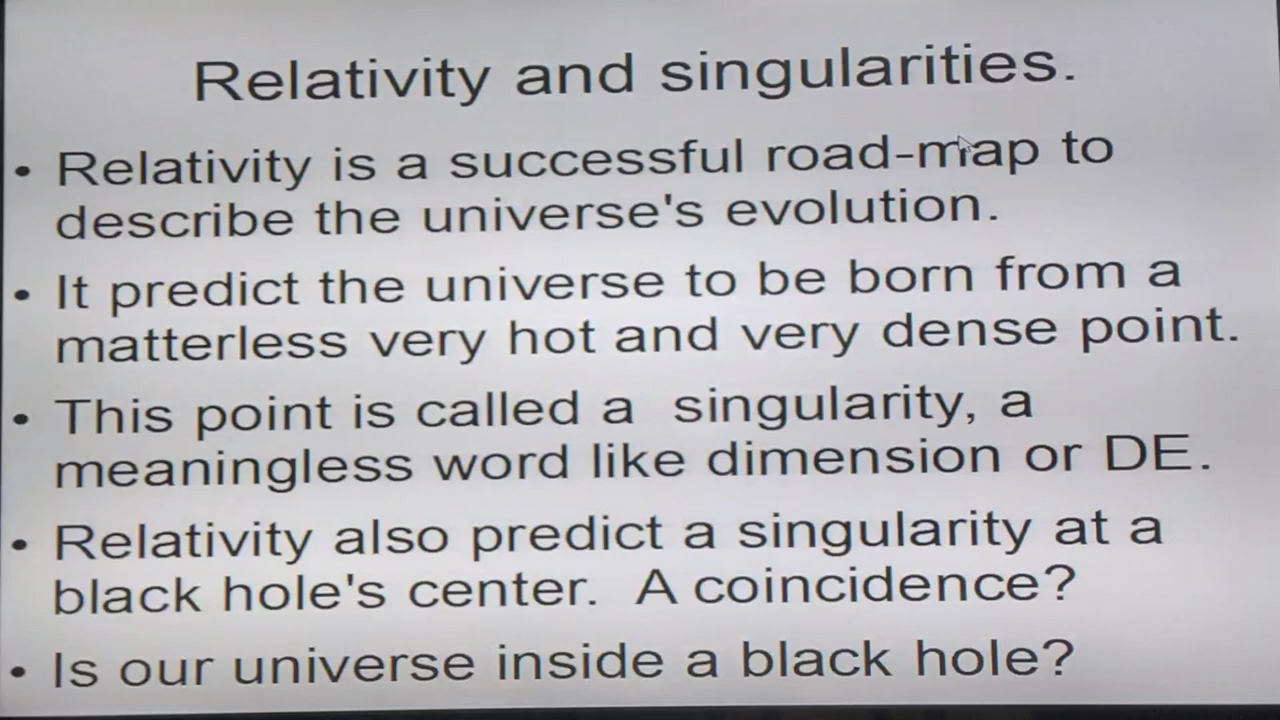 Relativity and singularities.
• Relativity is a successful road-map to
describe the universe's evolution.
• It predict the universe to be born from a
matterless very hot and very dense point.
• This point is called a  singularity, a
meaningless word like dimension or DE.
• Relativity also predict a singularity at a
black hole's center.  A coincidence?
• Is our universe inside a black hole?